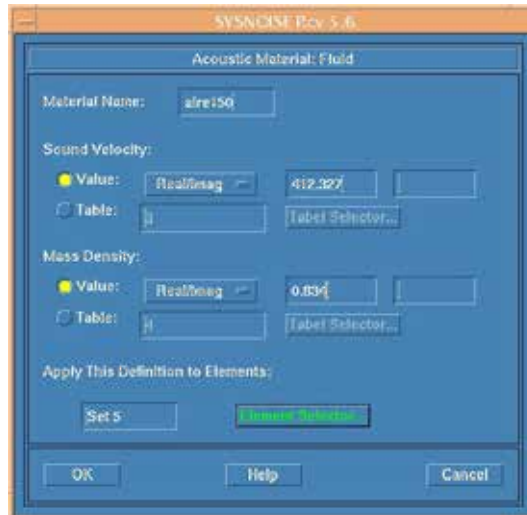 SYSNOISE Rev 5.6
Acoustic Material: Fluid
Material Name: aire150
Sound Velocity:
Value: Real/Imag 412.327
Table: Tabel Selector...
Mass Density:
Value: Real/Imag 0.834
Table: Tabel Selector...
Apply This Definition to Elements:
Set 5 Element Selector...
OK Help Cancel